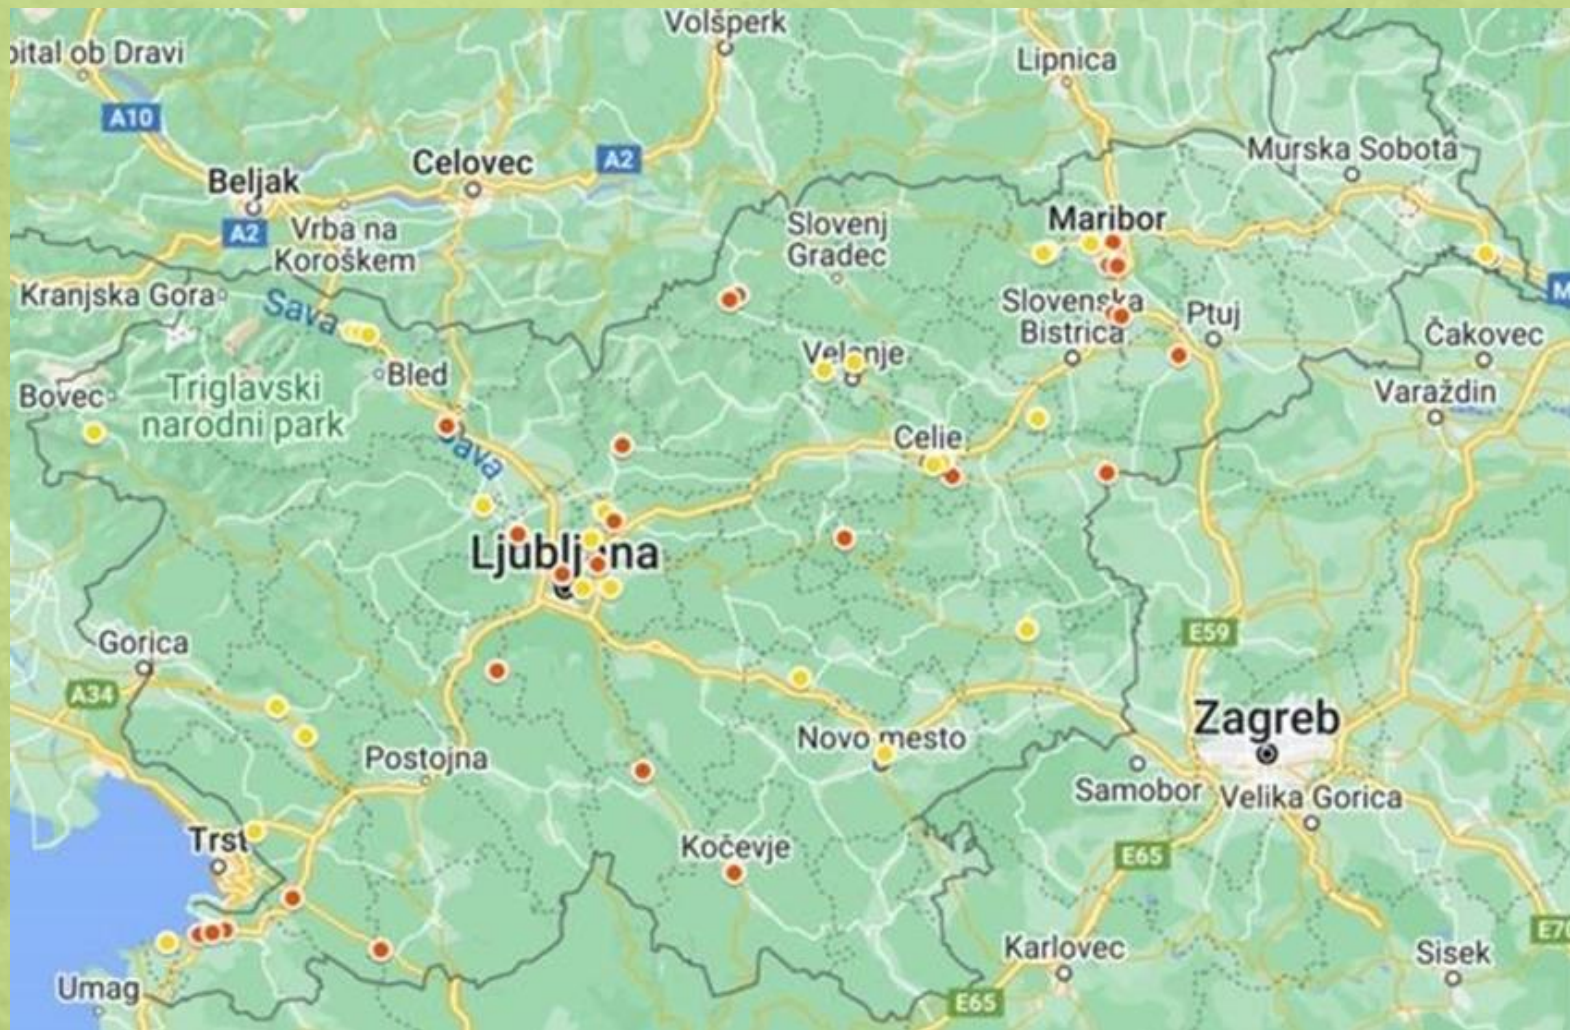 Volšperk
pital ob Dravi
Lipnica
A10
Murska Sobota
Celovec
A2
Beljak
Maribor
A2
Vrba na
Koroškem
Slovenj
Gradec
Kranjska Gora
Sava
M
Slovenska
Bistrica
Ptuj
Čakovec
Velenje
Bled
Bovec
Triglavski
narodni park
Varaždin
Celje
Sava
Ljubljana
E59
Gorica
A34
Zagreb
Novo mesto
Postojna
Samobor
Velika Gorica
Trst
Kočevje
E65
E70
Karlovec
Sisek
Umag
E65